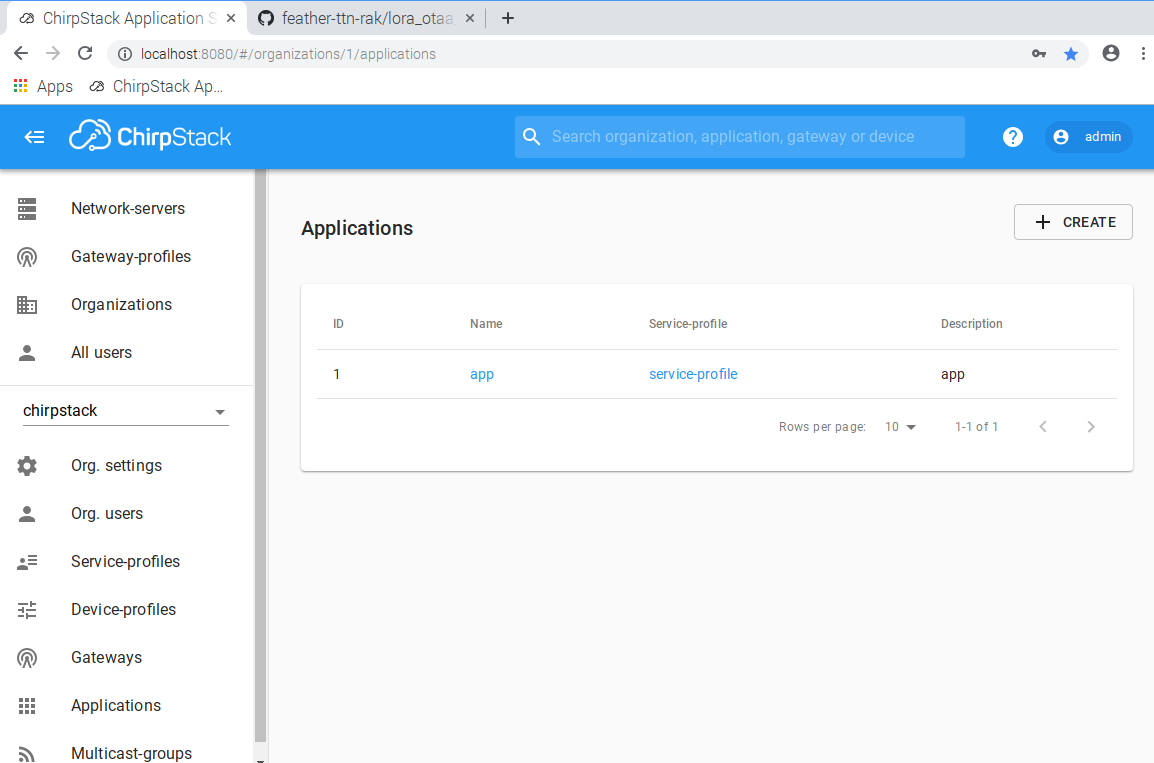 ChirpStack Application S
feather-ttn-rak/lora_otaa
localhost:8080/#/organizations/1/applications
Apps ChirpStack Ap...
ChirpStack
Search organization, application, gateway or device
admin
Network-servers
Gateway-profiles
Organizations
All users
chirpstack
Org. settings
Org. users
Service-profiles
Device-profiles
Gateways
Applications
Multicast-groups
Applications
CREATE
ID Name Service-profile Description
1 app service-profile app
Rows per page: 10 1-1 of 1